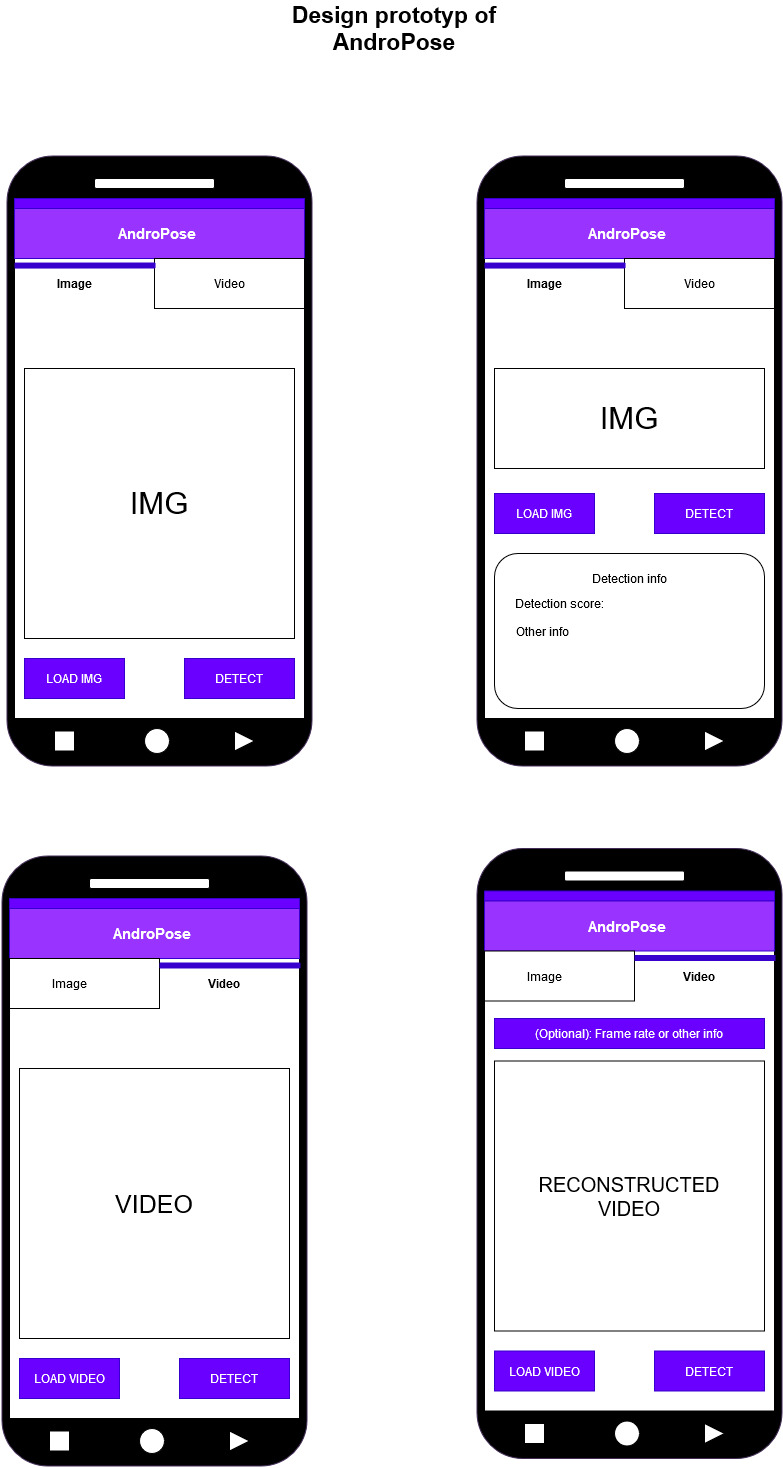 Design prototyp of
AndroPose
AndroPose
Image
Video
IMG
LOAD IMG
DETECT
AndroPose
Image
Video
IMG
LOAD IMG
DETECT
Detection info
Detection score:
Other info
AndroPose
Image
Video
VIDEO
LOAD VIDEO
DETECT
AndroPose
Image
Video
(Optional): Frame rate or other info
RECONSTRUCTED
VIDEO
LOAD VIDEO
DETECT